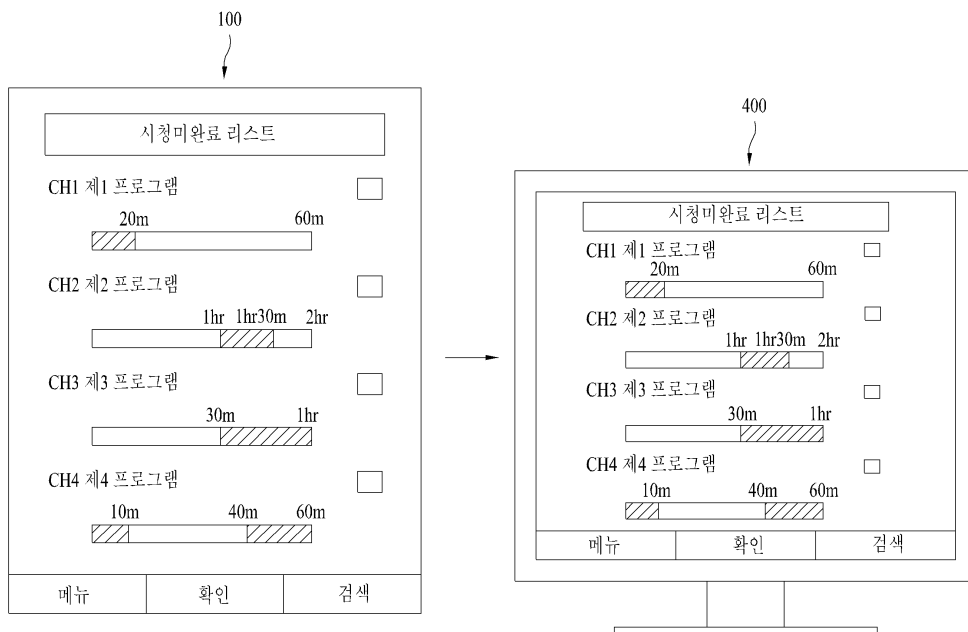 100
시청미완료 리스트
CH1 제1 프로그램
20m 60m
CH2 제2 프로그램
1hr 1hr30m 2hr
CH3 제3 프로그램
30m 1hr
CH4 제4 프로그램
10m 40m 60m
메뉴 확인 검색
400
시청미완료 리스트
CH1 제1 프로그램
20m 60m
CH2 제2 프로그램
1hr 1hr30m 2hr
CH3 제3 프로그램
30m 1hr
CH4 제4 프로그램
10m 40m 60m
메뉴 확인 검색